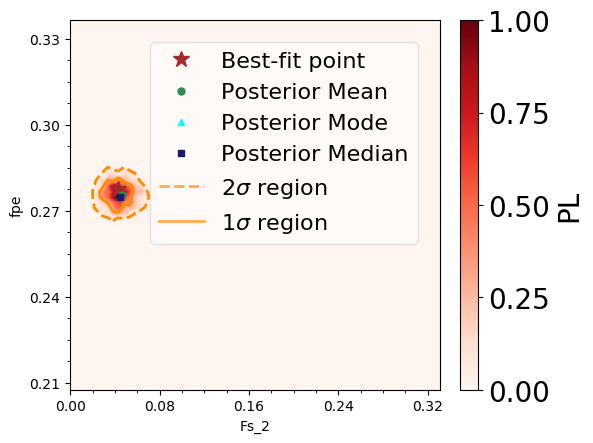 0.33
0.30
0.27
0.24
0.21
fpe
0.00
0.08
0.16
0.24
0.32
Fs_2
Best-fit point
Posterior Mean
Posterior Mode
Posterior Median
2σ region
1σ region
1.00
0.75
0.50
0.25
0.00
PL